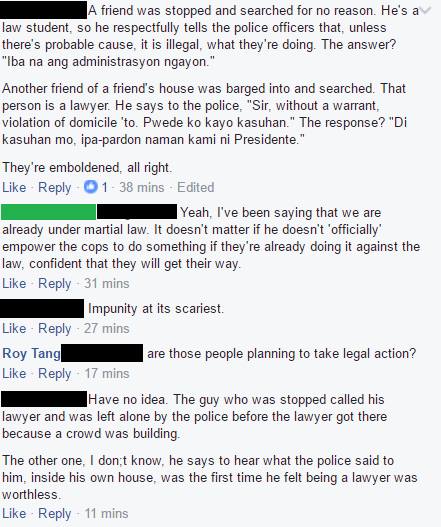 A friend was stopped and searched for no reason. He's a
law student, so he respectfully tells the police officers that, unless
there's probable cause, it is illegal, what they're doing. The answer?
"Iba na ang administrasyon ngayon."
Another friend of a friend's house was barged into and searched. That
person is a lawyer. He says to the police, "Sir, without a warrant,
violation of domicile 'to. Pwede ko kayo kasuhan." The response? "Di
kasuhan mo, ipa-pardon naman kami ni Presidente."
They're emboldened, all right.
Like · Reply · 1 · 38 mins · Edited
Yeah, I've been saying that we are
already under martial law. It doesn't matter if he doesn't 'officially'
empower the cops to do something if they're already doing it against the
law, confident that they will get their way.
Like · Reply · 31 mins
Impunity at its scariest.
Like · Reply · 27 mins
Roy Tang are those people planning to take legal action?
Like · Reply · 17 mins
Have no idea. The guy who was stopped called his
lawyer and was left alone by the police before the lawyer got there
because a crowd was building.
The other one, I don;t know, he says to hear what the police said to
him, inside his own house, was the first time he felt being a lawyer was
worthless.
Like · Reply · 11 mins